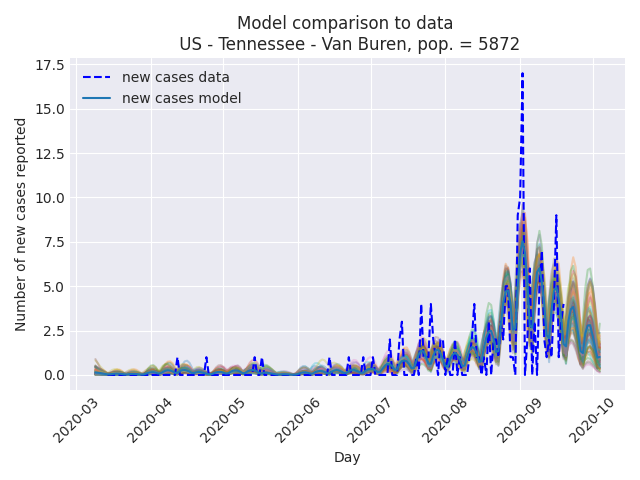 Model comparison to data
US - Tennessee - Van Buren, pop. = 5872
17.5
15.0
12.5
10.0
7.5
5.0
2.5
0.0
Number of new cases reported
new cases data
new cases model
2020-03
2020-04
2020-05
2020-06
2020-07
2020-08
2020-09
2020-10
Day